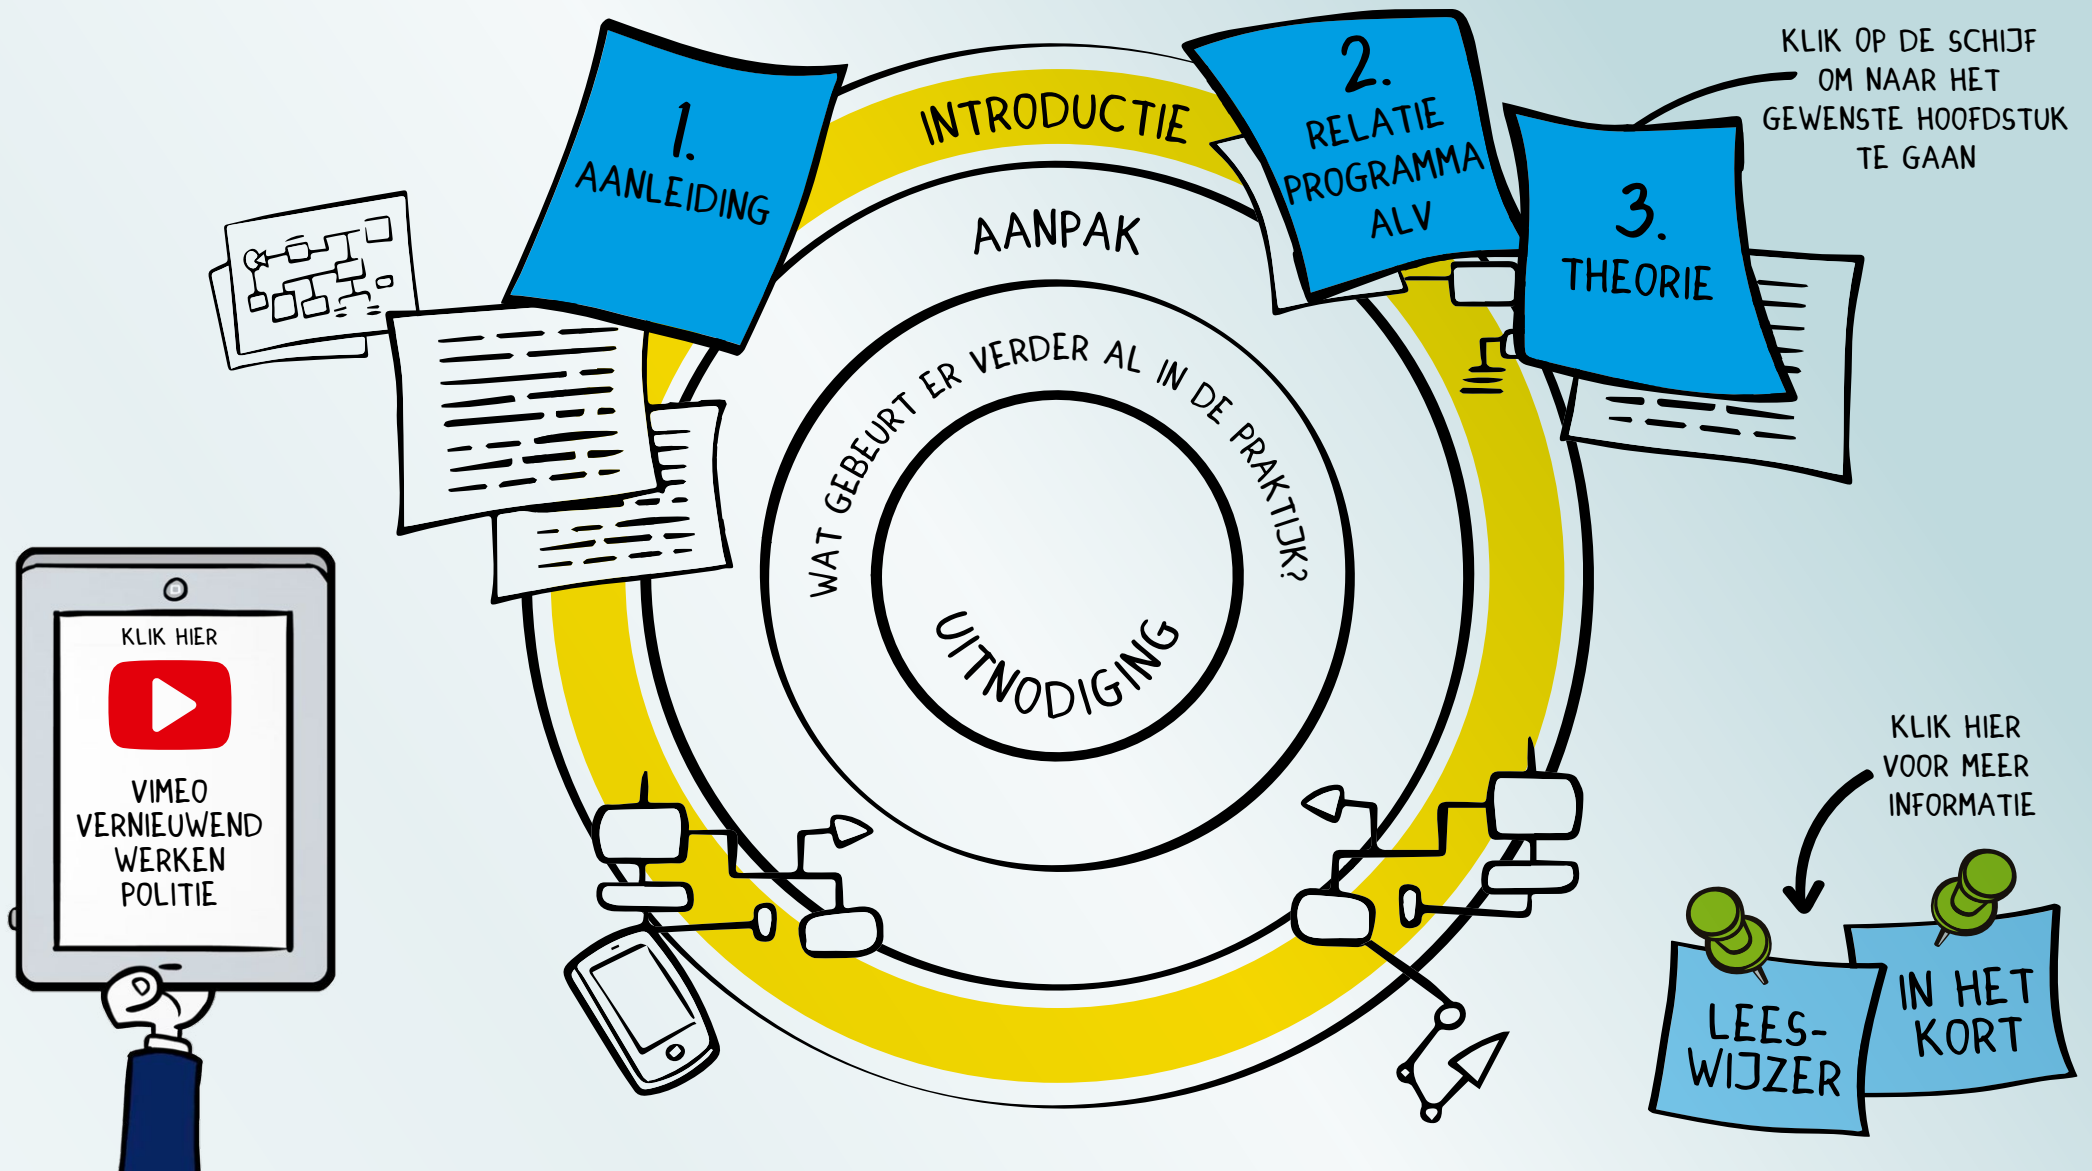 1.
AANLEIDING
INTRODUCTIE
2.
RELATIE
PROGRAMMA
ALV
3.
THEORIE
KLIK OP DE SCHIJF
OM NAAR HET
GEWENSTE HOOFDSTUK
TE GAAN
AANPAK
WAT GEBEURT ER VERDER AL IN DE PRAKTIJK?
UITNODIGING
KLIK HIER
VIMEO
VERNIEUWEND
WERKEN
POLITIE
KLIK HIER
VOOR MEER
INFORMATIE
LEES-
WIJZER
IN HET
KORT